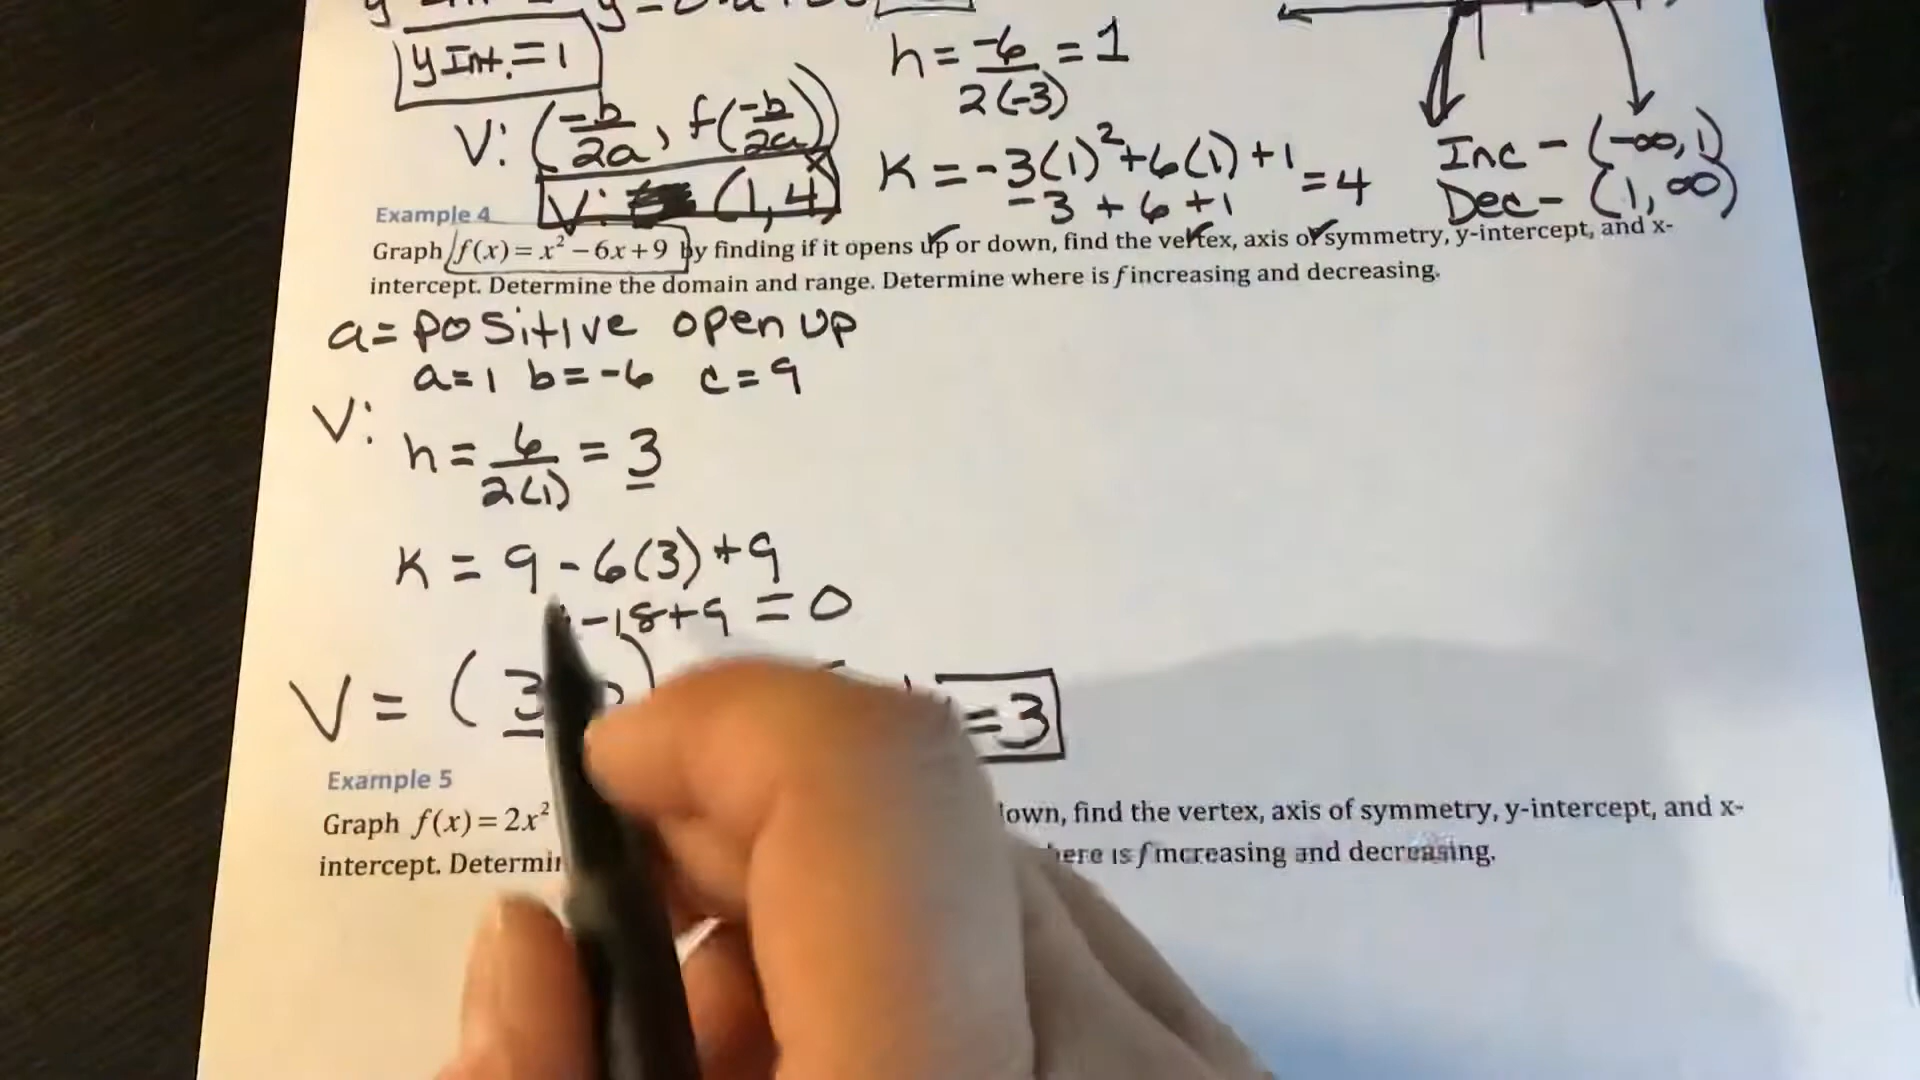 y Int. = 1
h = -6 / 2(-3) = 1
V: (-b/2a, f(-b/2a))
K = -3(1)²+6(1)+1 = 4
-3 + 6 + 1
V: (1,4)
Inc - (-∞,1)
Dec - (1,∞)
Example 4
Graph f(x) = x² − 6x + 9 by finding if it opens up or down, find the vertex, axis of symmetry, y-intercept, and x-
intercept. Determine the domain and range. Determine where is f increasing and decreasing.
a = positive open up
a=1 b=-6 c=9
V:
h = 6 / 2(1) = 3
K = 9 - 6(3) + 9
-18+9 = 0
V = (3
=3
Example 5
Graph f(x) = 2x² down, find the vertex, axis of symmetry, y-intercept, and x-
intercept. is f increasing and decreasing.